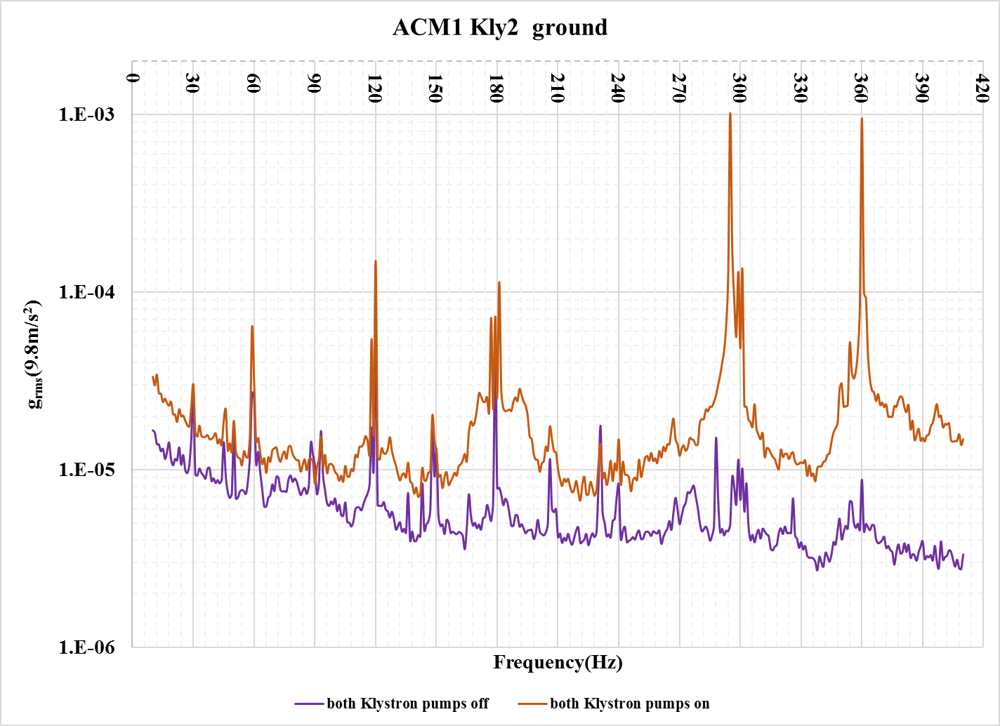 ACM1 Kly2  ground
0 30 60 90 120 150 180 210 240 270 300 330 360 390 420
1.E-03
1.E-04
1.E-05
1.E-06
grms(9.8m/s²)
Frequency(Hz)
both Klystron pumps off
both Klystron pumps on